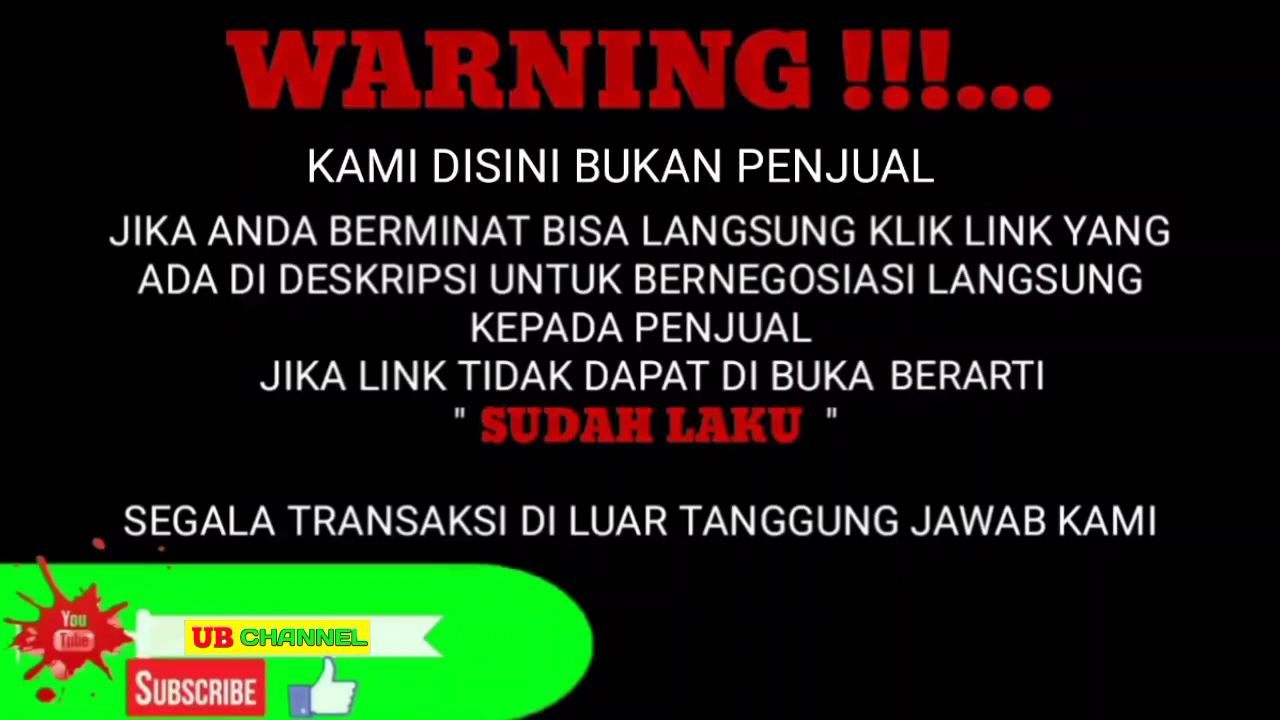 WARNING !!!...
KAMI DISINI BUKAN PENJUAL
JIKA ANDA BERMINAT BISA LANGSUNG KLIK LINK YANG
ADA DI DESKRIPSI UNTUK BERNEGOSIASI LANGSUNG
KEPADA PENJUAL
JIKA LINK TIDAK DAPAT DI BUKA BERARTI
" SUDAH LAKU "
SEGALA TRANSAKSI DI LUAR TANGGUNG JAWAB KAMI
You
Tube
UB CHANNEL
SUBSCRIBE